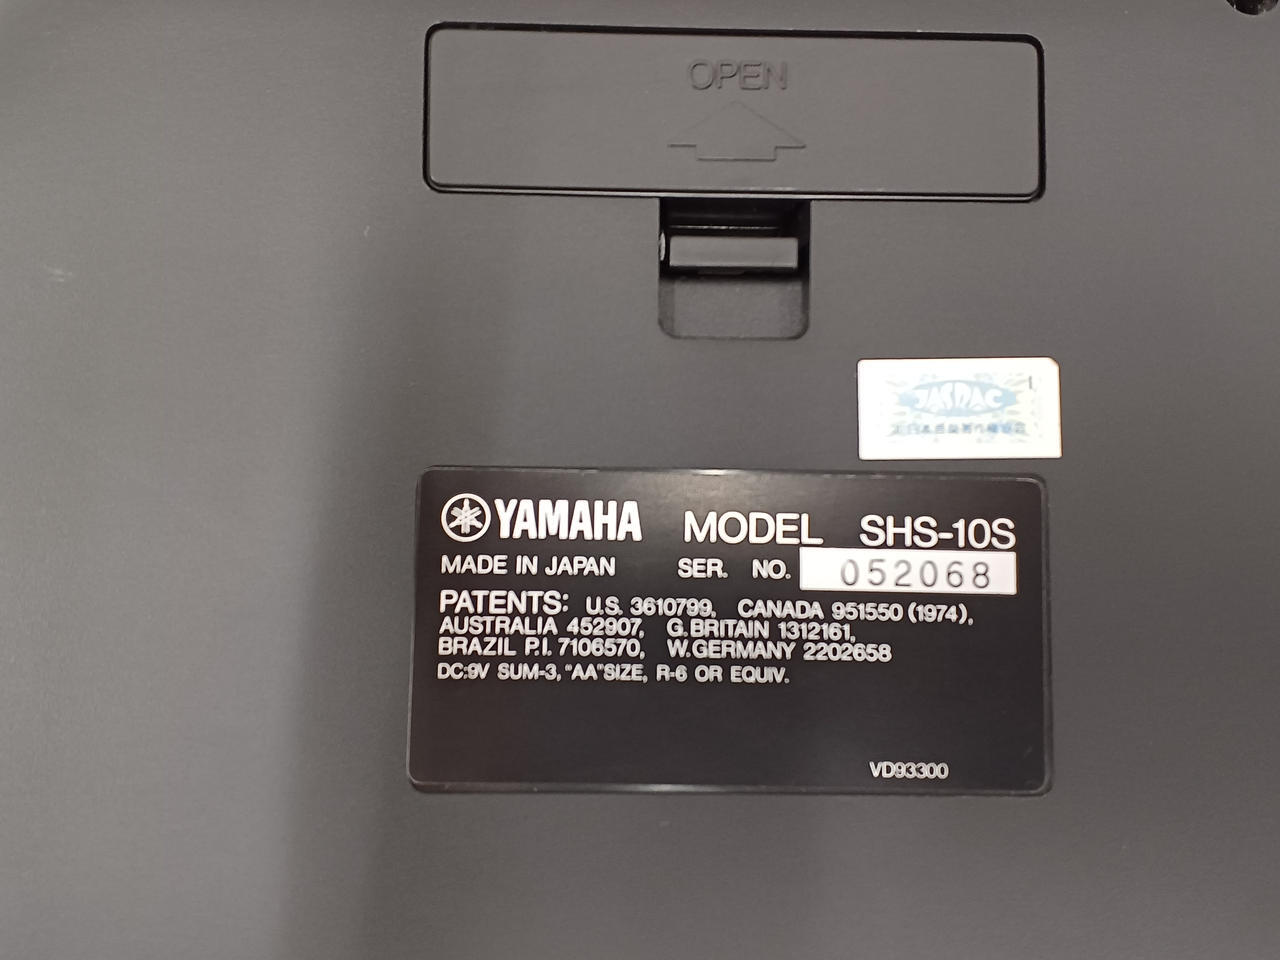 OPEN
JASRAC
YAMAHA MODEL SHS-10S
MADE IN JAPAN SER. NO. 052068
PATENTS: U.S. 3610799, CANADA 951550 (1974),
AUSTRALIA 452907, G.BRITAIN 1312161,
BRAZIL P.I. 7106570, W.GERMANY 2202658
DC:9V SUM-3, "AA"SIZE, R-6 OR EQUIV.
VD93300